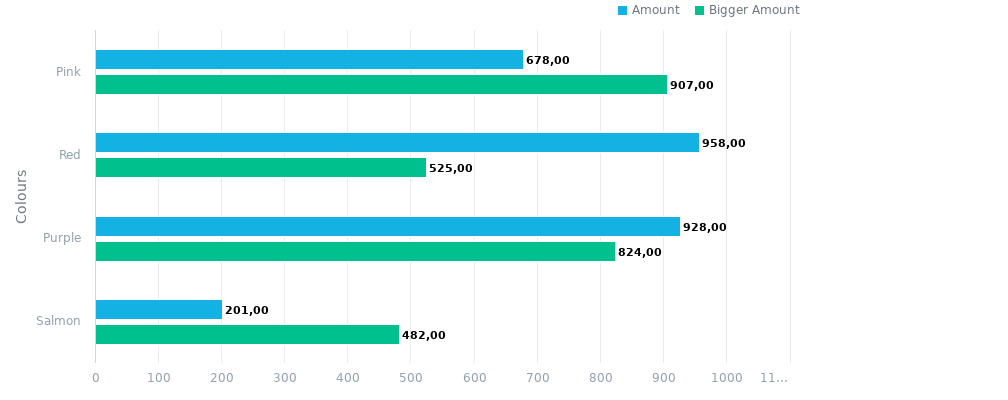 Amount Bigger Amount
Pink
678,00
907,00
Red
958,00
525,00
Colours
Purple
928,00
824,00
Salmon
201,00
482,00
0 100 200 300 400 500 600 700 800 900 1000 11...